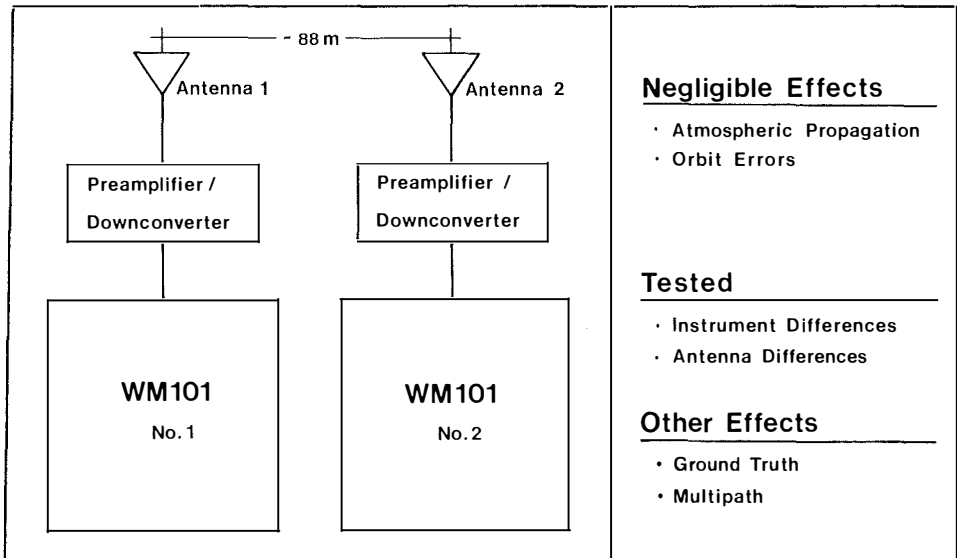 ~ 88 m
Antenna 1
Antenna 2
Preamplifier /
Downconverter
Preamplifier /
Downconverter
WM101
No. 1
WM101
No. 2
Negligible Effects
· Atmospheric Propagation
· Orbit Errors
Tested
· Instrument Differences
· Antenna Differences
Other Effects
• Ground Truth
• Multipath